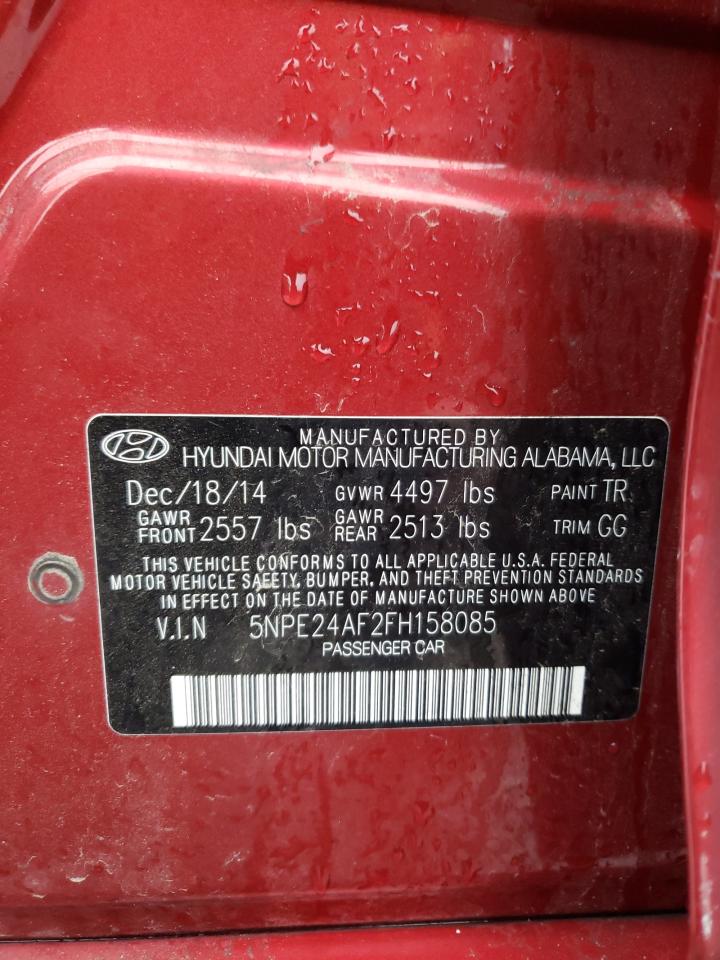 MANUFACTURED BY
HYUNDAI MOTOR MANUFACTURING ALABAMA, LLC
Dec/18/14 GVWR 4497 lbs PAINT TR
GAWR FRONT 2557 lbs GAWR REAR 2513 lbs TRIM GG
THIS VEHICLE CONFORMS TO ALL APPLICABLE U.S.A. FEDERAL
MOTOR VEHICLE SAFETY, BUMPER, AND THEFT PREVENTION STANDARDS
IN EFFECT ON THE DATE OF MANUFACTURE SHOWN ABOVE
V.I.N 5NPE24AF2FH158085
PASSENGER CAR